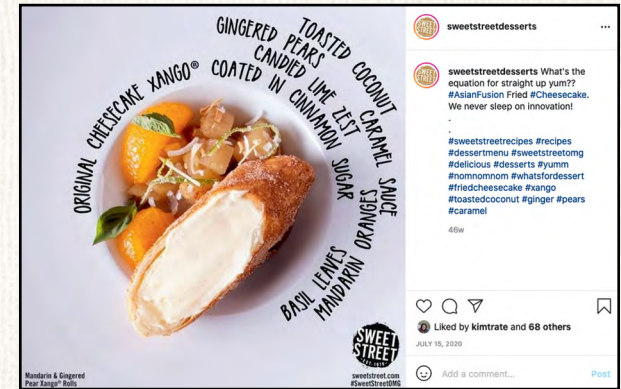 GINGERED PEARS
TOASTED COCONUT
CANDIED LIME ZEST
CARAMEL SAUCE
ORIGINAL CHEESECAKE XANGO® COATED IN CINNAMON SUGAR
MANDARIN ORANGES
BASIL LEAVES
SWEET
STREET
EST. 1979
Mandarin & Gingered
Pear Xango® Rolls
sweetstreet.com
#SweetStreetOMG
sweetstreetdesserts
sweetstreetdesserts What's the
equation for straight up yum??
#AsianFusion Fried #Cheesecake.
We never sleep on innovation!
.
.
#sweetstreetrecipes #recipes
#dessertmenu #sweetstreetomg
#delicious #desserts #yumm
#nomnomnom #whatsfordessert
#friedcheesecake #xango
#toastedcoconut #ginger #pears
#caramel
46w
Liked by kimtrate and 68 others
JULY 15, 2020
Add a comment...
Post